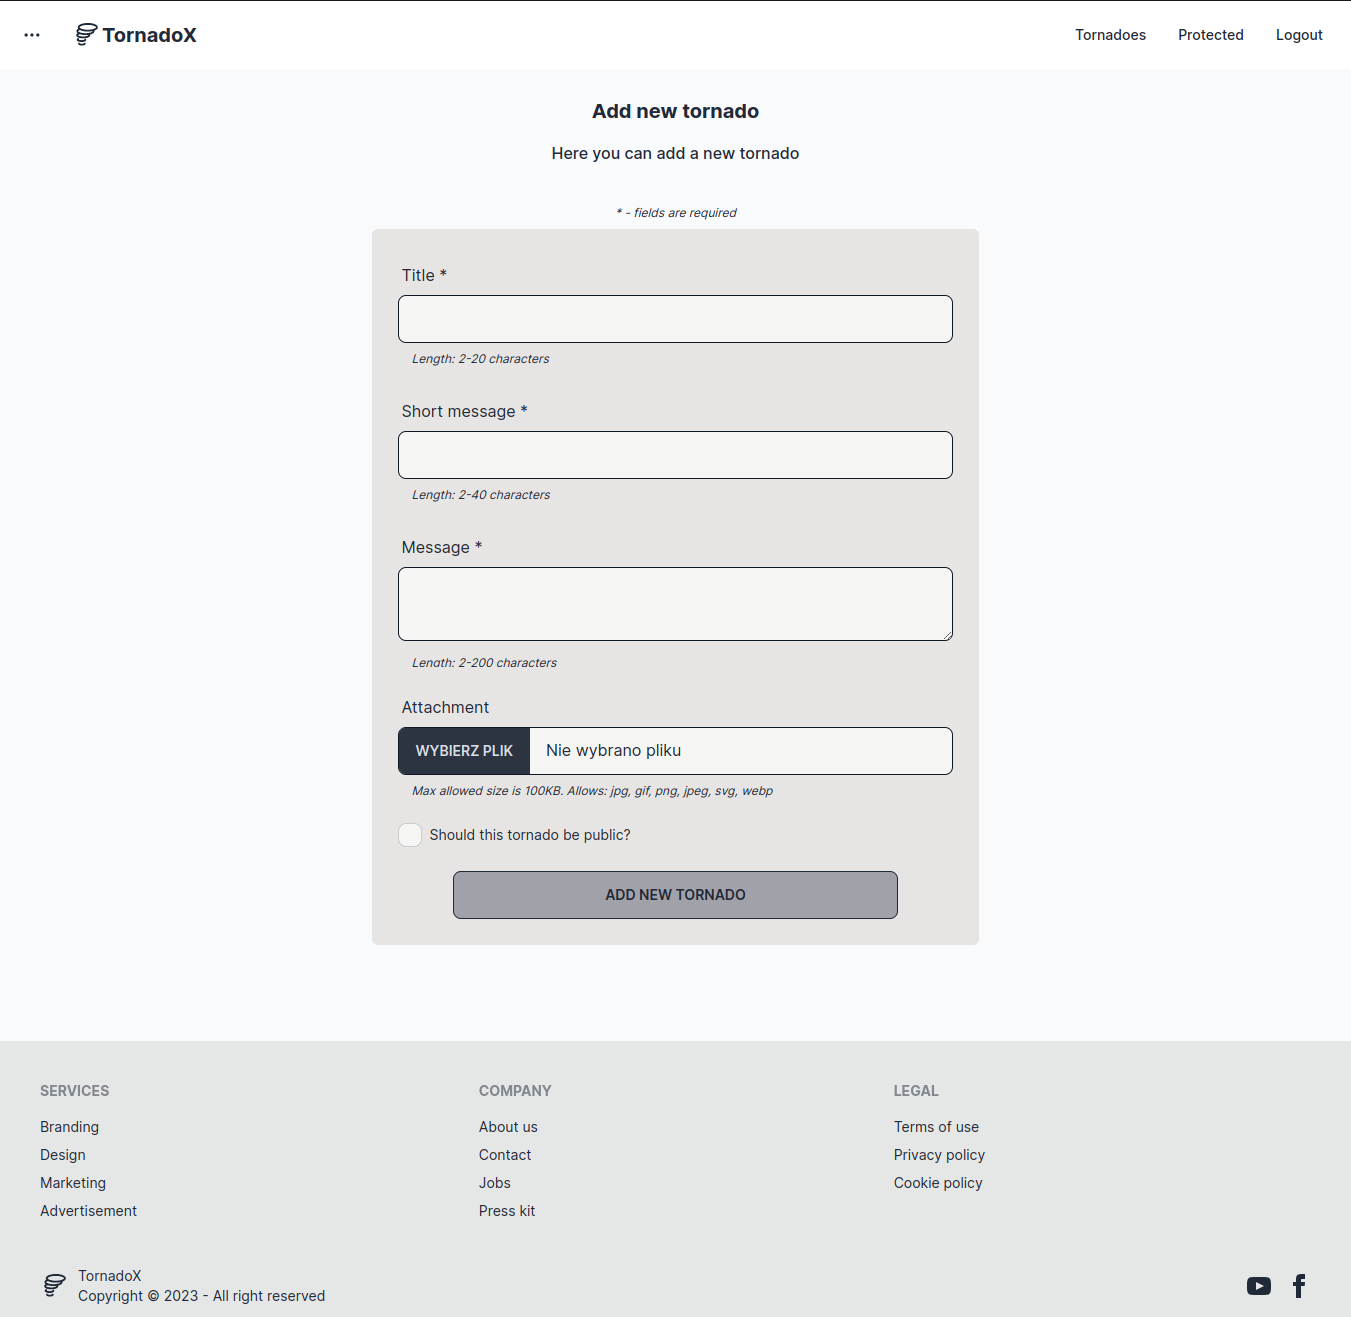 TornadoX
Tornadoes
Protected
Logout
Add new tornado
Here you can add a new tornado
* - fields are required
Title *
Length: 2-20 characters
Short message *
Length: 2-40 characters
Message *
Length: 2-200 characters
Attachment
WYBIERZ PLIK Nie wybrano pliku
Max allowed size is 100KB. Allows: jpg, gif, png, jpeg, svg, webp
Should this tornado be public?
ADD NEW TORNADO
SERVICES
Branding
Design
Marketing
Advertisement
COMPANY
About us
Contact
Jobs
Press kit
LEGAL
Terms of use
Privacy policy
Cookie policy
TornadoX
Copyright © 2023 - All right reserved